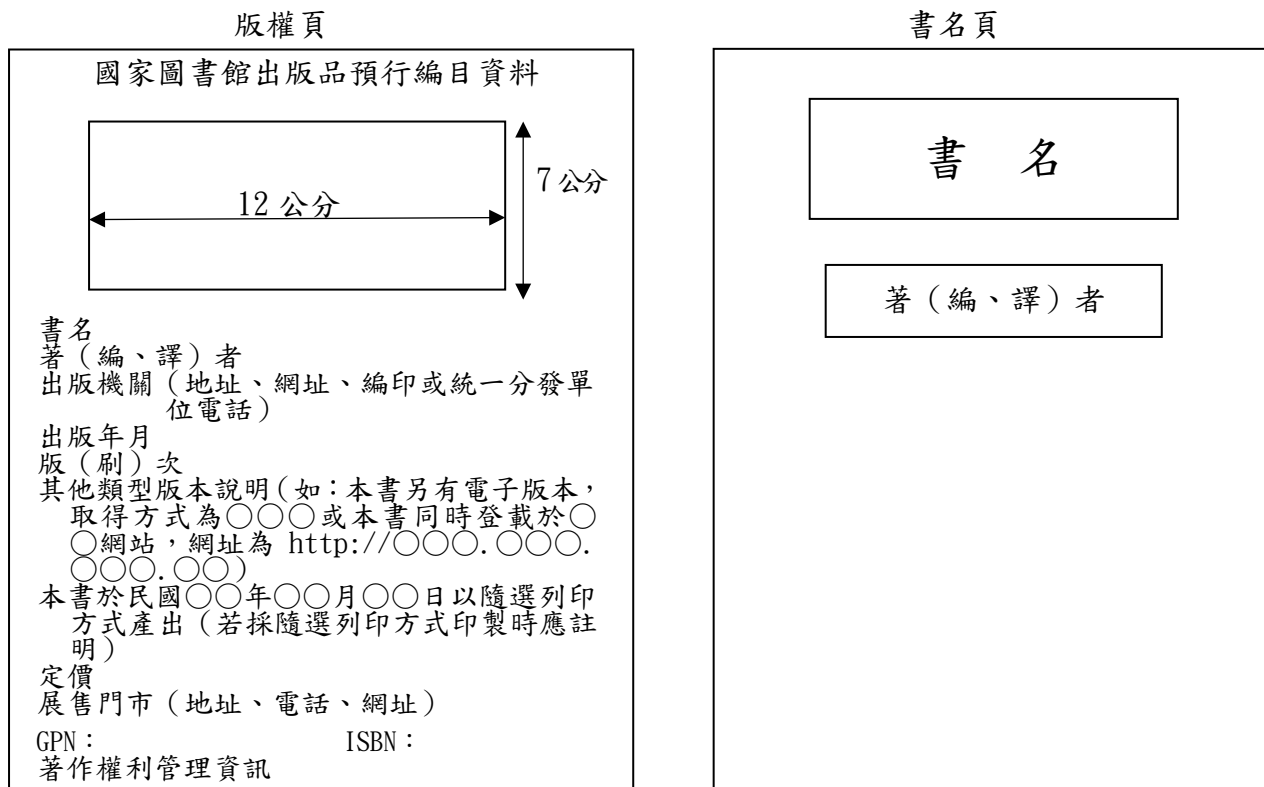 版權頁
國家圖書館出版品預行編目資料
12 公分
7 公分
書名
著（編、譯）者
出版機關（地址、網址、編印或統一分發單
位電話）
出版年月
版（刷）次
其他類型版本說明（如：本書另有電子版本，
取得方式為○○○或本書同時登載於○
○網站，網址為 http://○○○.○○○.
○○○.○○）
本書於民國○○年○○月○○日以隨選列印
方式產出（若採隨選列印方式印製時應註
明）
定價
展售門市（地址、電話、網址）
GPN： ISBN：
著作權利管理資訊
書名頁
書 名
著（編、譯）者